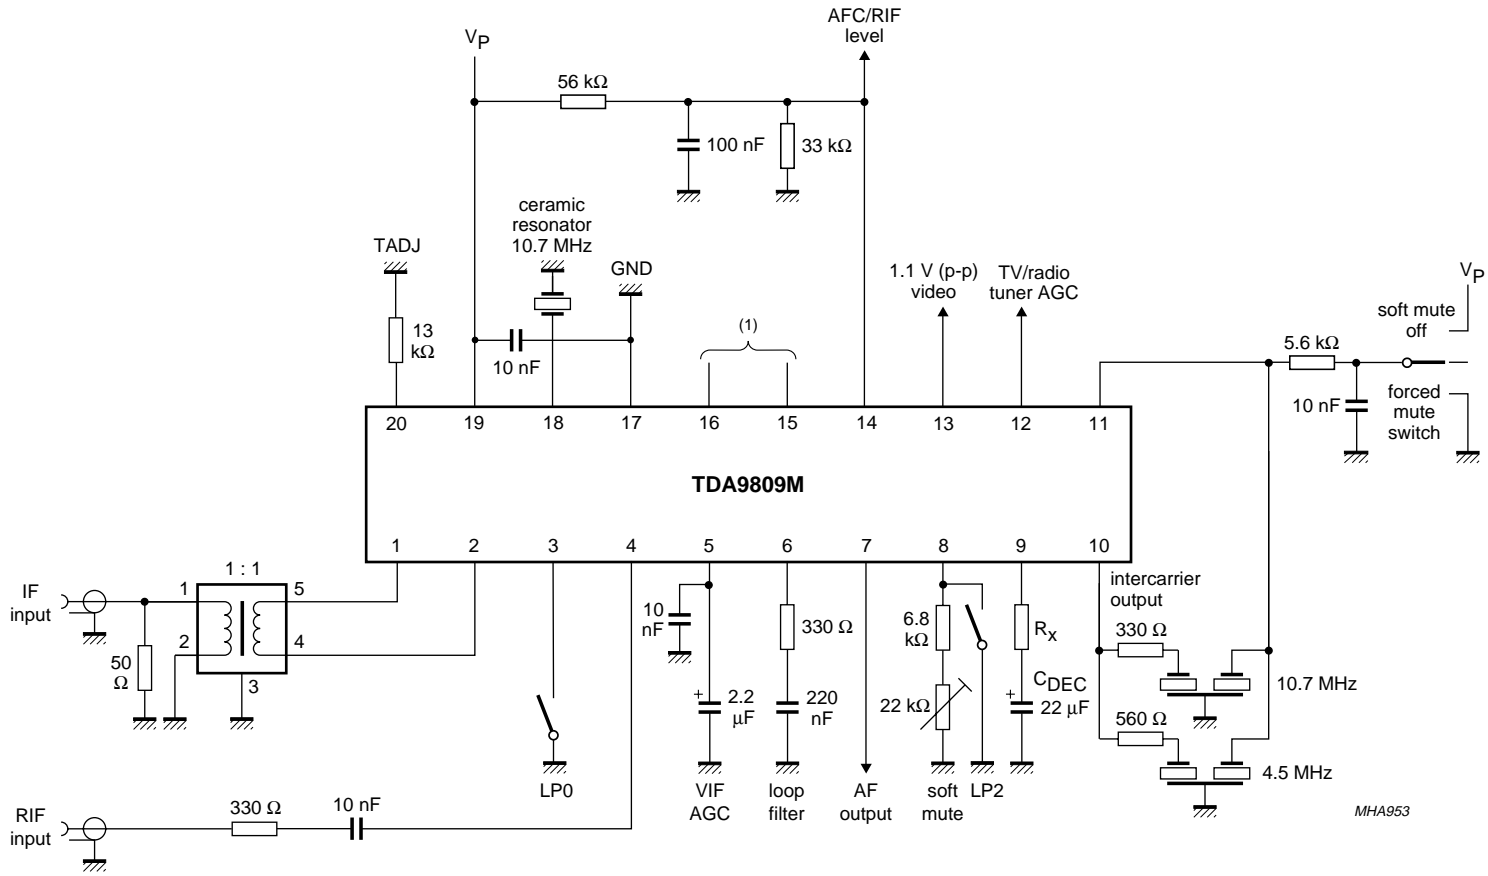 AFC/RIF
level
VP
56 kΩ
100 nF
33 kΩ
ceramic
resonator
10.7 MHz
TADJ
GND
1.1 V (p-p)
video
TV/radio
tuner AGC
VP
soft mute
off
(1)
13
kΩ
5.6 kΩ
10 nF
10 nF
forced
mute
switch
20
19
18
17
16
15
14
13
12
11
TDA9809M
1
2
3
4
5
6
7
8
9
10
1 : 1
IF
input
1
5
2
4
3
50
Ω
intercarrier
output
10
nF
330 Ω
6.8
kΩ
RX
330 Ω
CDEC
22 μF
10.7 MHz
+
2.2
μF
220
nF
22 kΩ
+
560 Ω
4.5 MHz
LP0
VIF
AGC
loop
filter
AF
output
soft
mute
LP2
RIF
input
330 Ω
10 nF
MHA953